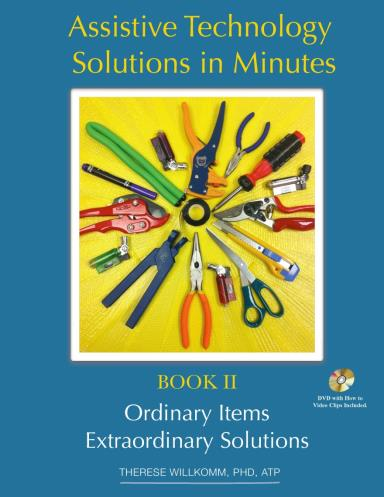 Assistive Technology
Solutions in Minutes
BOOK II
DVD with How to
Video Clips Included.
Ordinary Items
Extraordinary Solutions
THERESE WILLKOMM, PHD, ATP